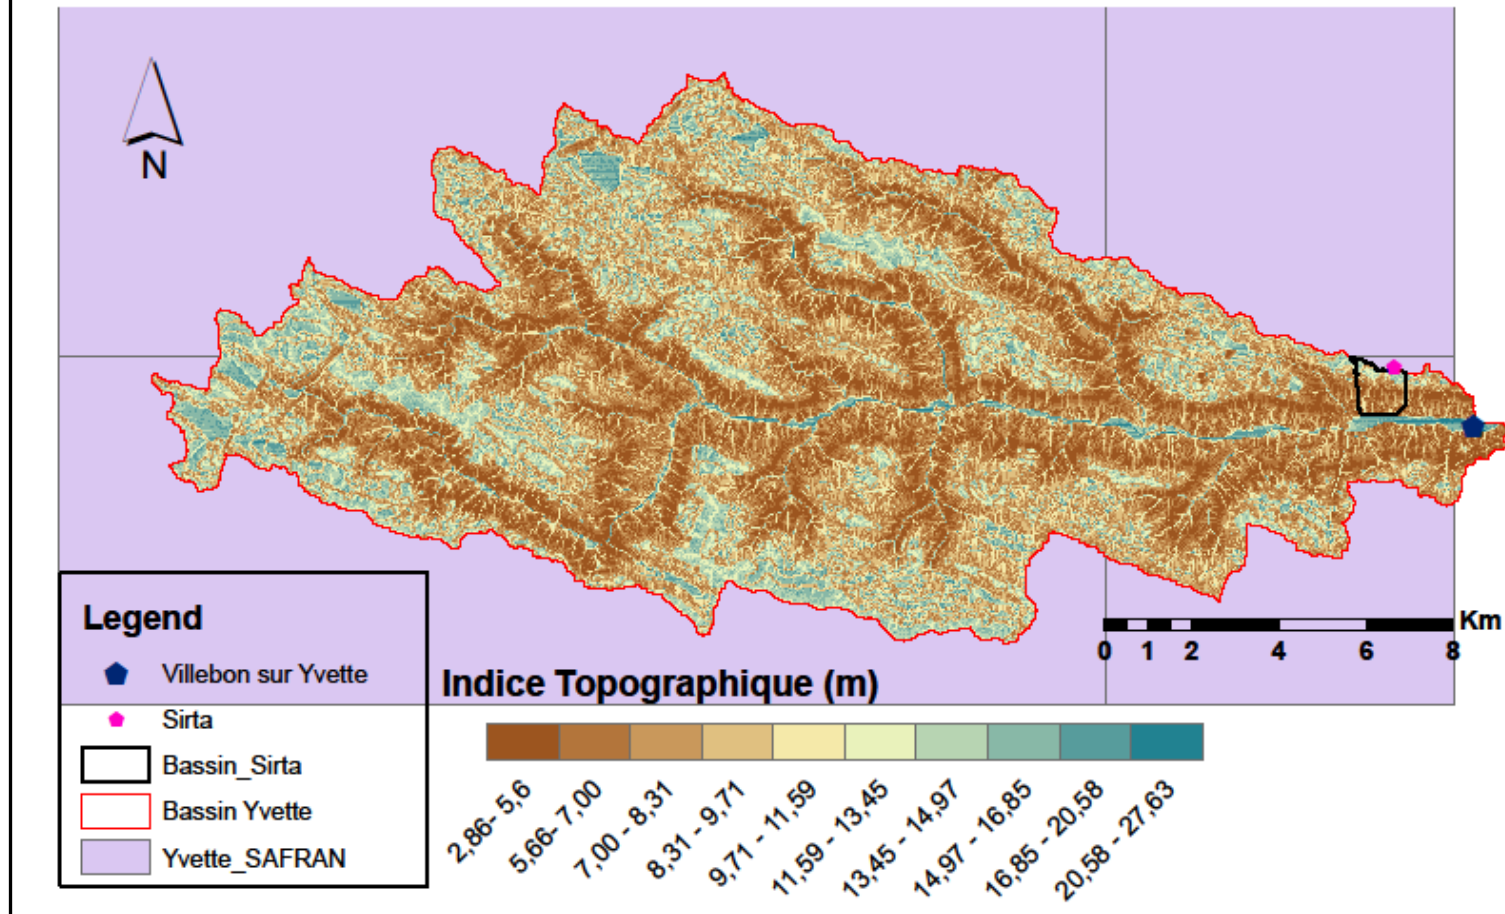 N
Km
0 1 2 4 6 8
Legend
Villebon sur Yvette
Sirta
Bassin_Sirta
Bassin Yvette
Yvette_SAFRAN
Indice Topographique (m)
2,86- 5,6
5,66- 7,00
7,00 - 8,31
8,31 - 9,71
9,71 - 11,59
11,59 - 13,45
13,45 - 14,97
14,97 - 16,85
16,85 - 20,58
20,58 - 27,63